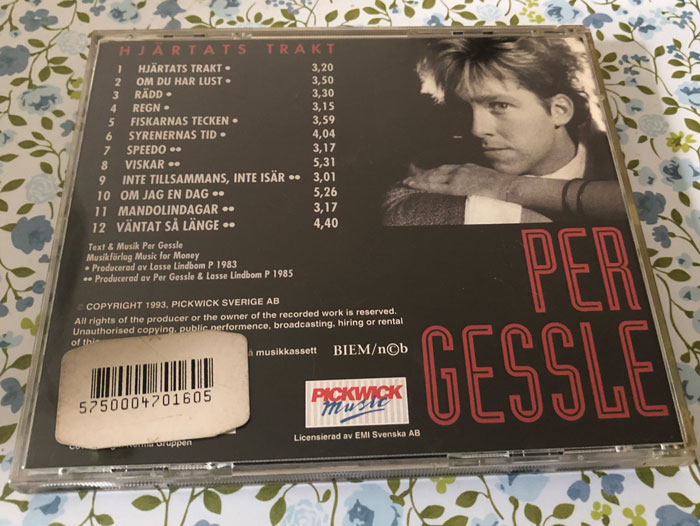 HJÄRTATS TRAKT
1 HJÄRTATS TRAKT • 3,20
2 OM DU HAR LUST • 3,50
3 RÄDD • 3,30
4 REGN • 3,15
5 FISKARNAS TECKEN • 3,59
6 SYRENERNAS TID • 4,04
7 SPEEDO •• 3,17
8 VISKAR •• 5,31
9 INTE TILLSAMMANS, INTE ISÄR •• 3,01
10 OM JAG EN DAG •• 5,26
11 MANDOLINDAGAR •• 3,17
12 VÄNTAT SÅ LÄNGE •• 4,40
Text & Musik Per Gessle
Musikförlag Music for Money
• Producerad av Lasse Lindbom P 1983
•• Producerad av Per Gessle & Lasse Lindbom P 1985
© COPYRIGHT 1993, PICKWICK SVERIGE AB
All rights of the producer or the owner of the recorded work is reserved.
Unauthorised copying, public performence, broadcasting, hiring or rental
of this
musikkassett BIEM/n©b
5750004701605
PICKWICK
Music
Licensierad av EMI Svenska AB
Gruppen
PER
GESSLE